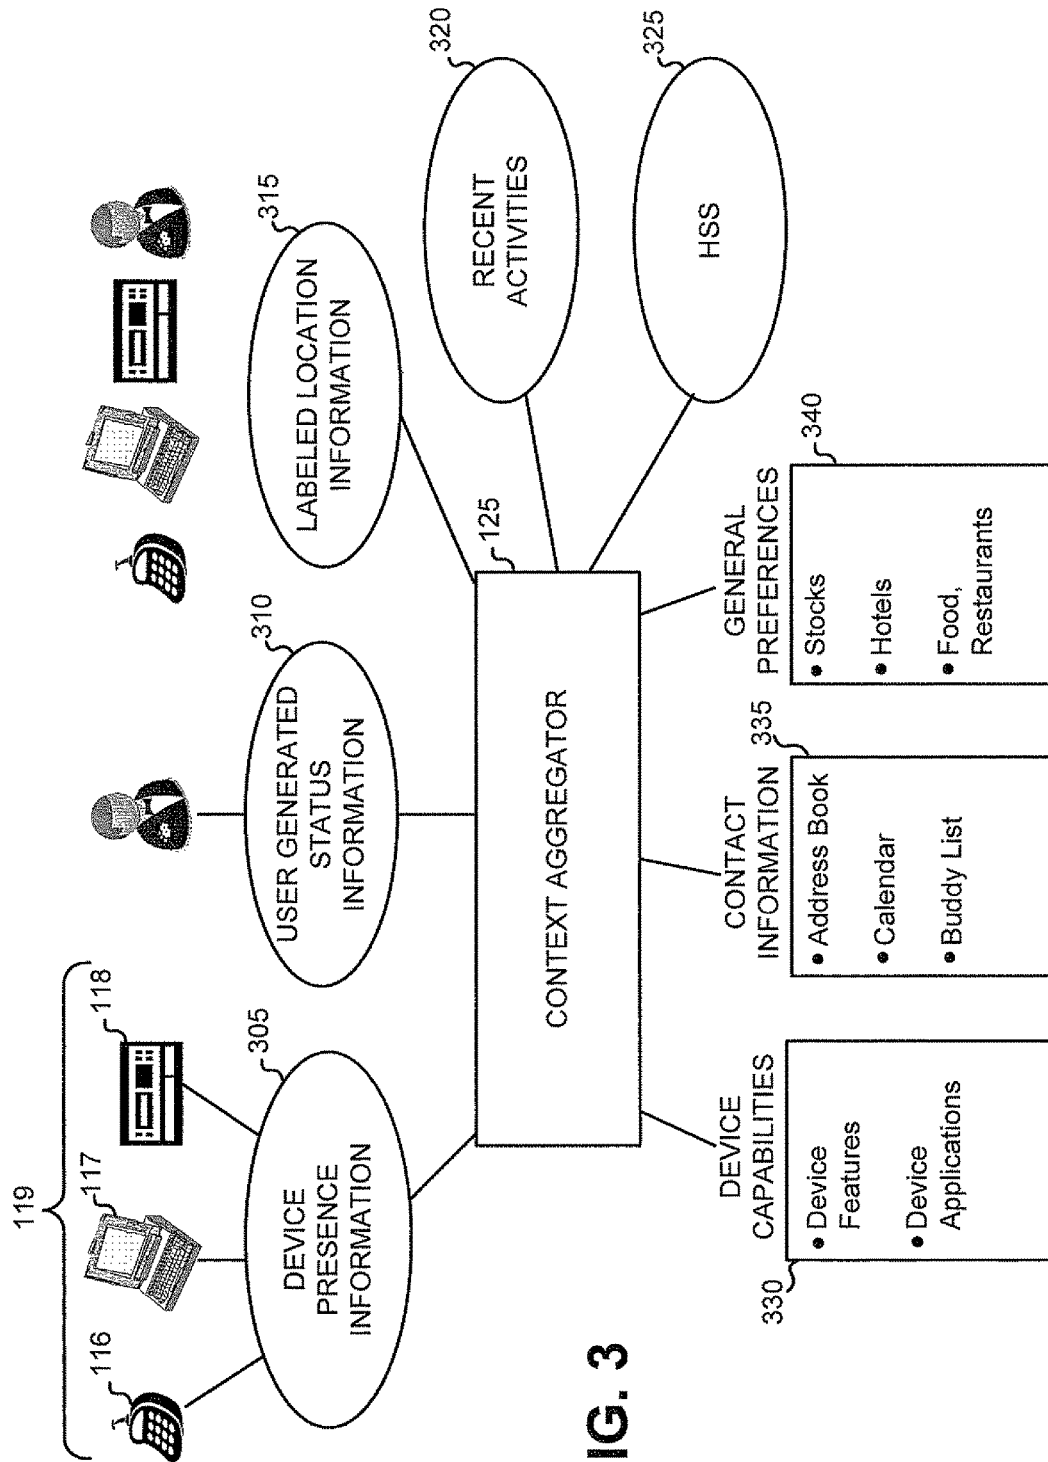 119
116
117
118
305
DEVICE
PRESENCE
INFORMATION
310
USER GENERATED
STATUS
INFORMATION
315
LABELED LOCATION
INFORMATION
320
RECENT
ACTIVITIES
325
HSS
125
CONTEXT AGGREGATOR
DEVICE
CAPABILITIES
330
• Device
Features
• Device
Applications
CONTACT
INFORMATION
335
• Address Book
• Calendar
• Buddy List
GENERAL
PREFERENCES
340
• Stocks
• Hotels
• Food,
Restaurants
IG. 3